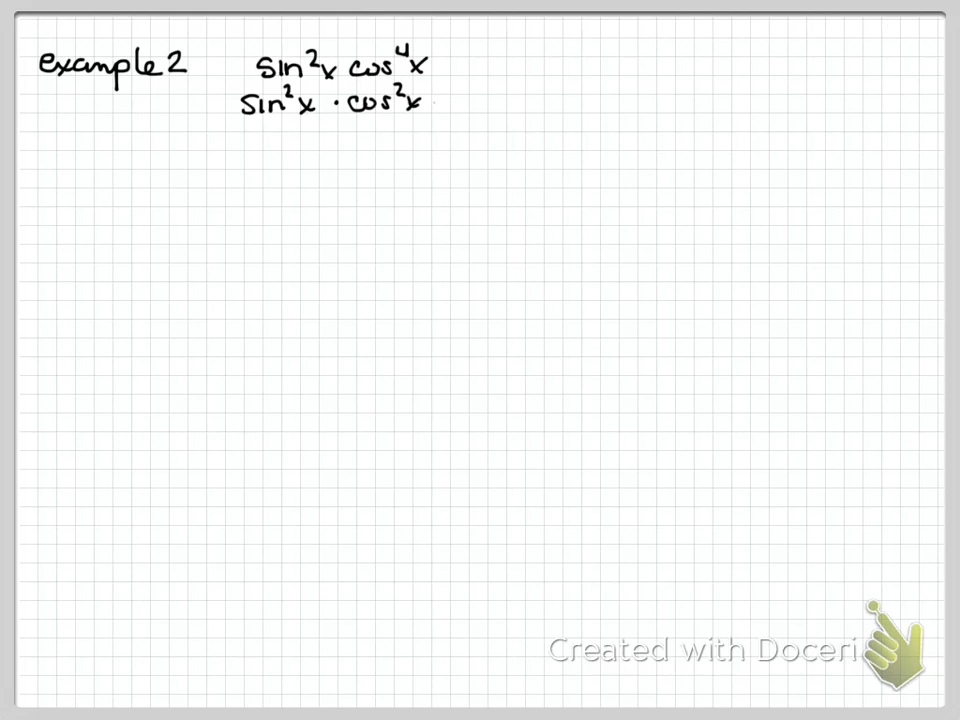 example 2 sin²x cos⁴x
sin²x · cos²x
Created with Doceri